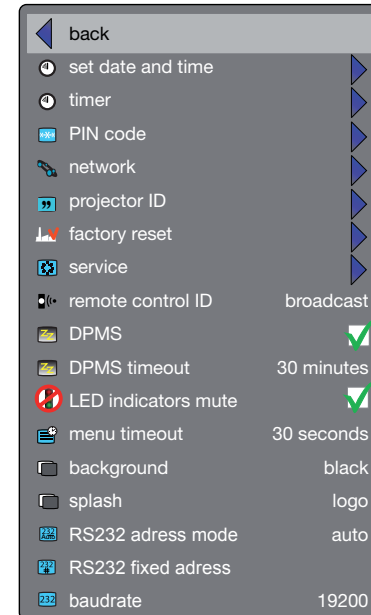 back
set date and time
timer
PIN code
network
projector ID
factory reset
service
remote control ID broadcast
DPMS
DPMS timeout 30 minutes
LED indicators mute
menu timeout 30 seconds
background black
splash logo
RS232 adress mode auto
RS232 fixed adress
232 baudrate 19200